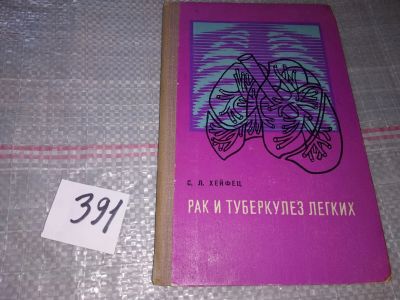 С. Л. ХЕЙФЕЦ
РАК И ТУБЕРКУЛЕЗ ЛЕГКИХ
391